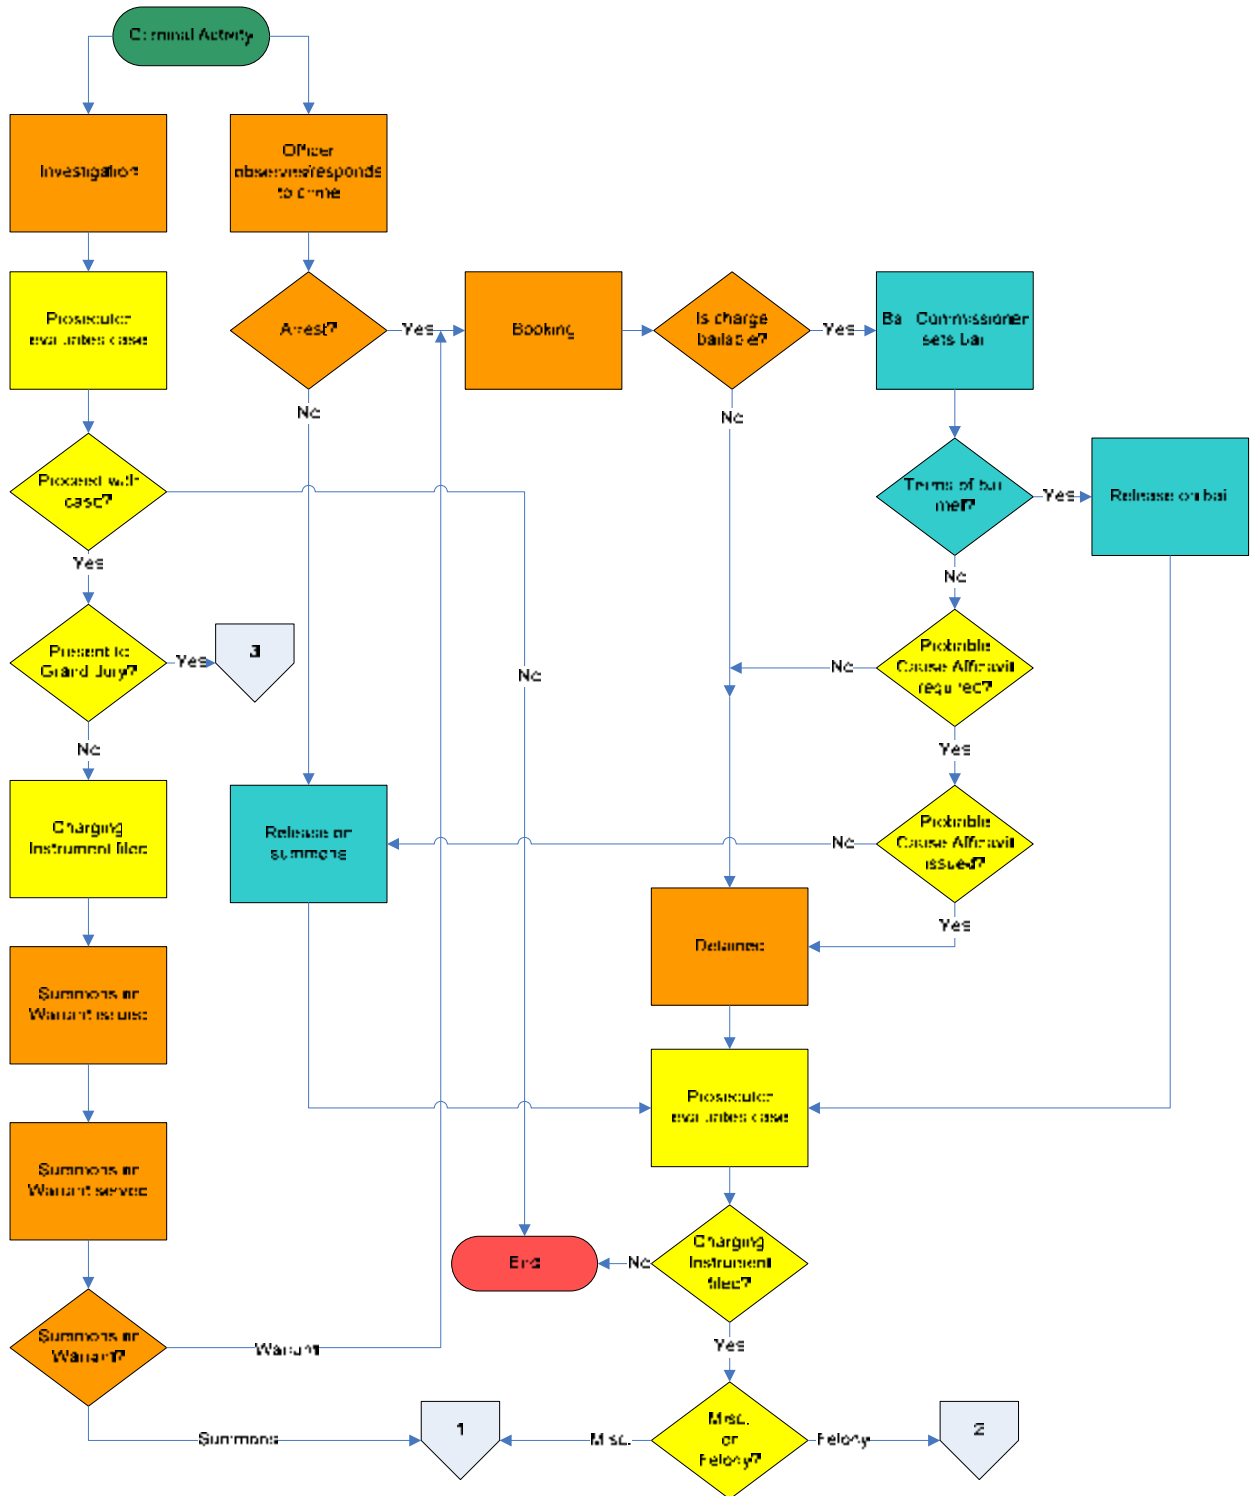 Criminal Activity
Investigation
Officer
observes/responds
to crime
Prosecutor
evaluates case
Arrest?
Yes
Booking
Is charge
bailable?
Yes
Bail Commissioner
sets bail
No
No
Proceed with
case?
Terms of bail
met?
Yes
Release on bail
Yes
No
Present to
Grand Jury?
Yes
3
No
No
Probable
Cause Affidavit
required?
No
Yes
Charging
Instrument filed
Release on
summons
No
Probable
Cause Affidavit
issued?
Yes
Detained
Summons or
Warrant issued
Prosecutor
evaluates case
Summons or
Warrant served
End
No
Charging
Instrument
filed?
Summons or
Warrant?
Warrant
Yes
Summons
1
Misc.
Misc.
or
Felony?
Felony
2